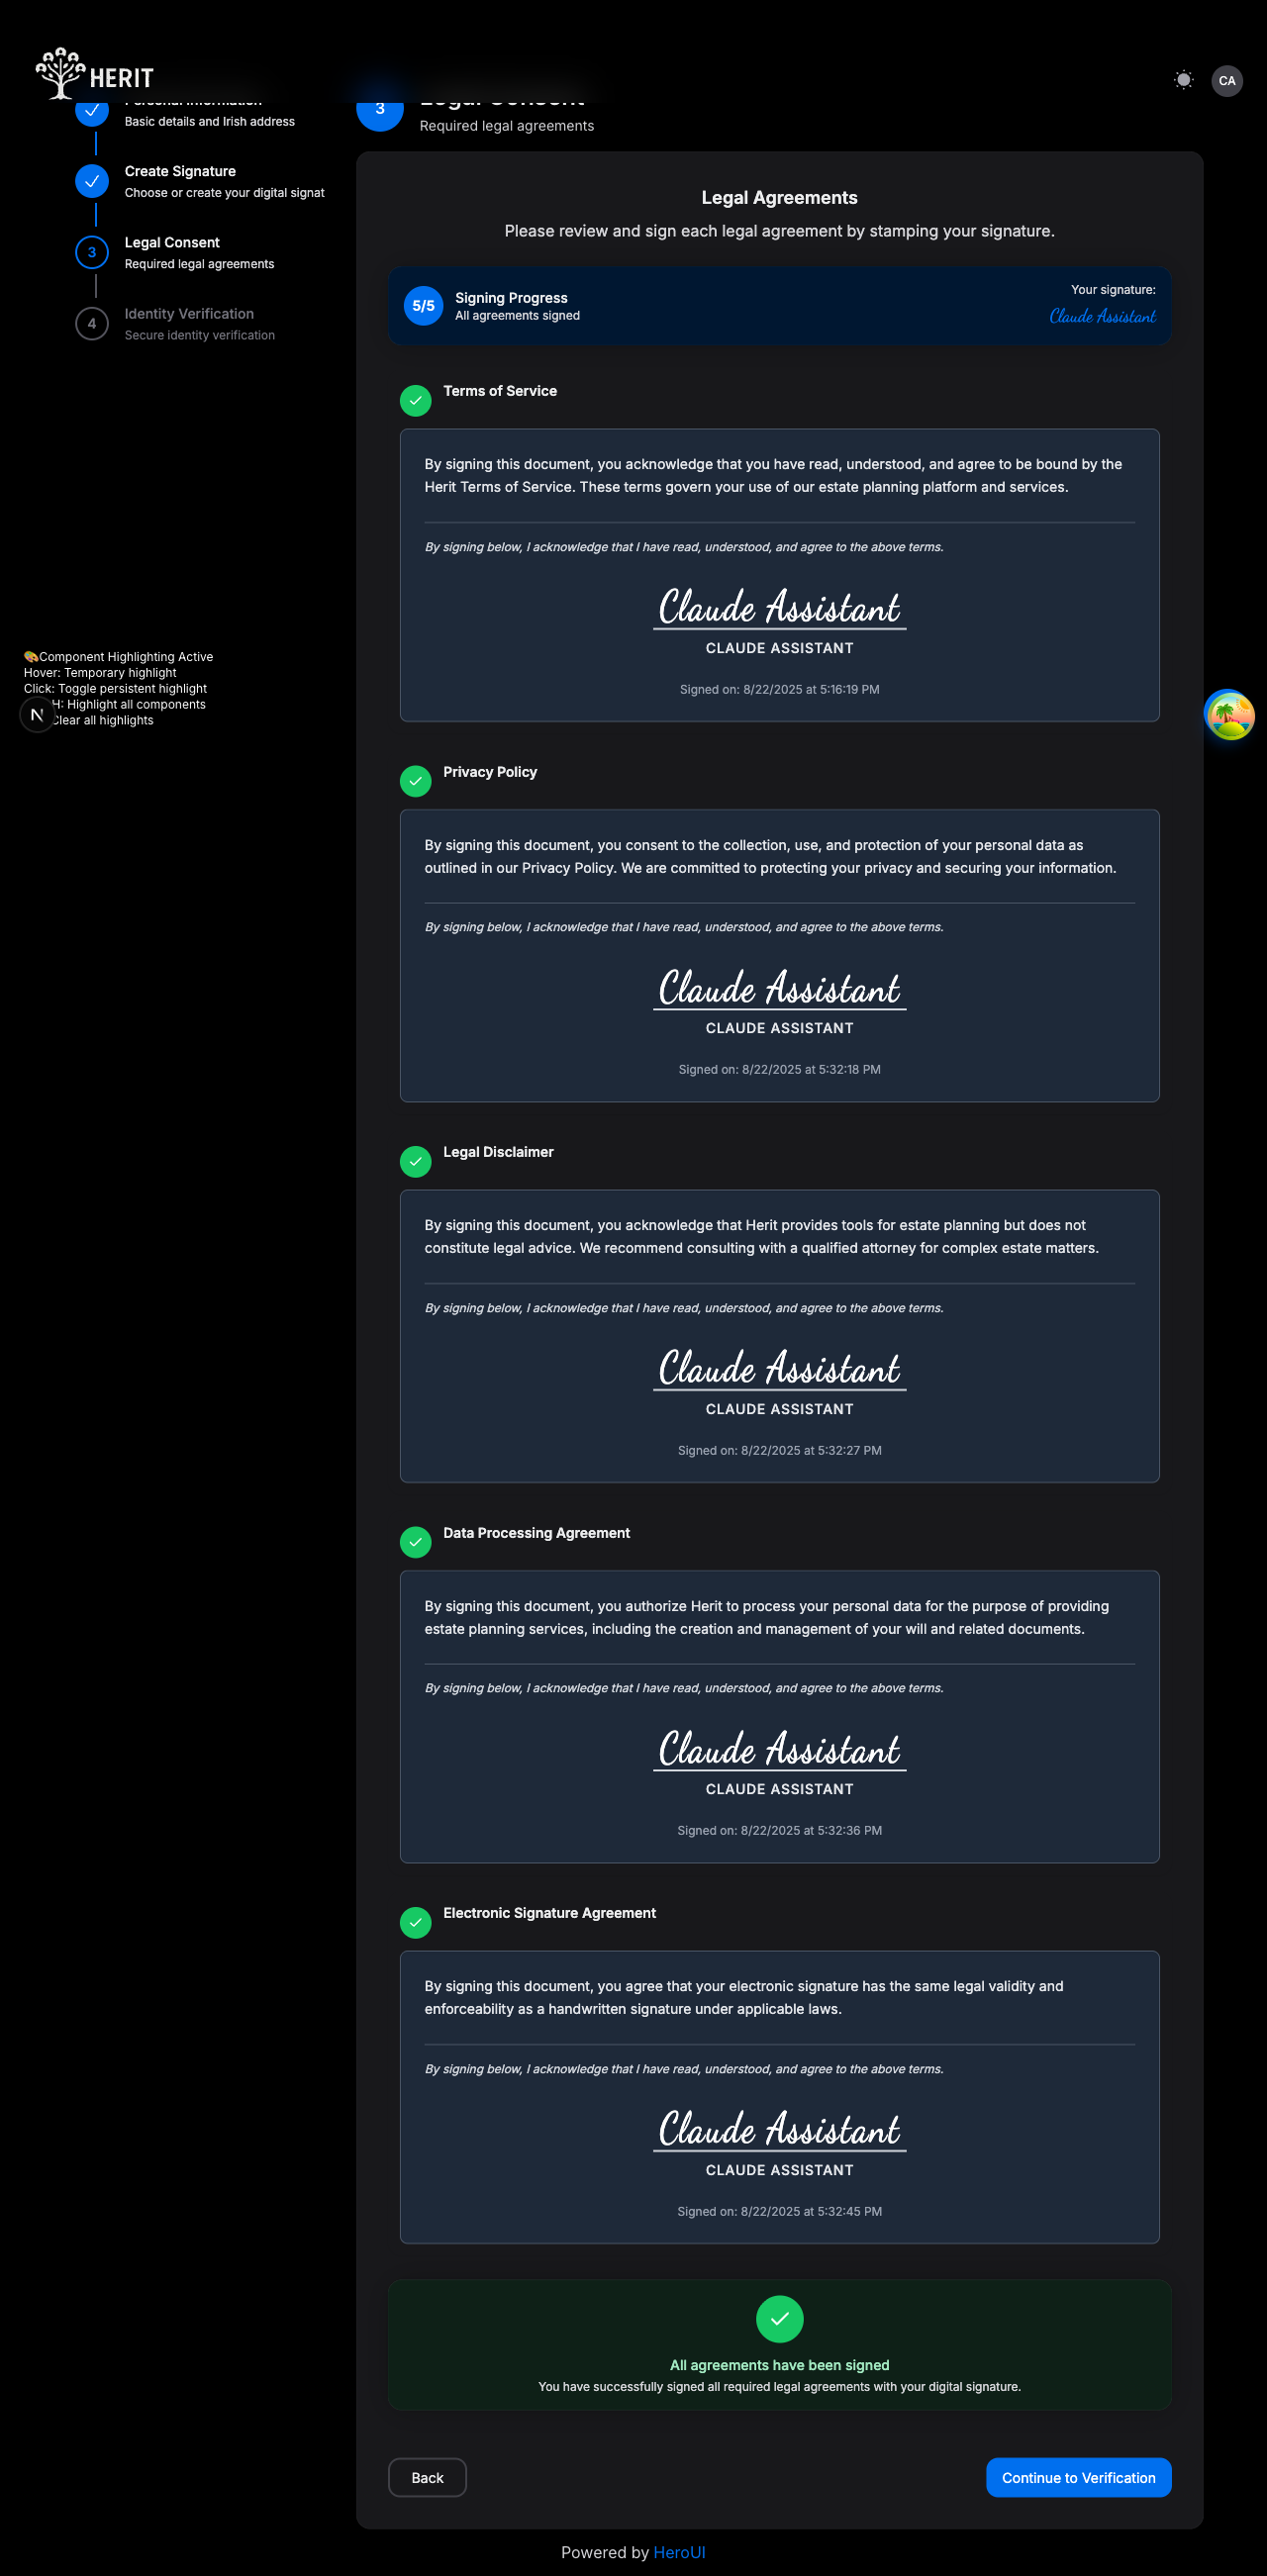 HERIT
CA
Personal Information
Basic details and Irish address
Create Signature
Choose or create your digital signat
3
Legal Consent
Required legal agreements
4
Identity Verification
Secure identity verification
🎨Component Highlighting Active
Hover: Temporary highlight
Click: Toggle persistent highlight
H: Highlight all components
Clear all highlights
N
3
Legal Consent
Required legal agreements
Legal Agreements
Please review and sign each legal agreement by stamping your signature.
5/5
Signing Progress
All agreements signed
Your signature:
Claude Assistant
Terms of Service
By signing this document, you acknowledge that you have read, understood, and agree to be bound by the
Herit Terms of Service. These terms govern your use of our estate planning platform and services.
By signing below, I acknowledge that I have read, understood, and agree to the above terms.
Claude Assistant
CLAUDE ASSISTANT
Signed on: 8/22/2025 at 5:16:19 PM
Privacy Policy
By signing this document, you consent to the collection, use, and protection of your personal data as
outlined in our Privacy Policy. We are committed to protecting your privacy and securing your information.
By signing below, I acknowledge that I have read, understood, and agree to the above terms.
Claude Assistant
CLAUDE ASSISTANT
Signed on: 8/22/2025 at 5:32:18 PM
Legal Disclaimer
By signing this document, you acknowledge that Herit provides tools for estate planning but does not
constitute legal advice. We recommend consulting with a qualified attorney for complex estate matters.
By signing below, I acknowledge that I have read, understood, and agree to the above terms.
Claude Assistant
CLAUDE ASSISTANT
Signed on: 8/22/2025 at 5:32:27 PM
Data Processing Agreement
By signing this document, you authorize Herit to process your personal data for the purpose of providing
estate planning services, including the creation and management of your will and related documents.
By signing below, I acknowledge that I have read, understood, and agree to the above terms.
Claude Assistant
CLAUDE ASSISTANT
Signed on: 8/22/2025 at 5:32:36 PM
Electronic Signature Agreement
By signing this document, you agree that your electronic signature has the same legal validity and
enforceability as a handwritten signature under applicable laws.
By signing below, I acknowledge that I have read, understood, and agree to the above terms.
Claude Assistant
CLAUDE ASSISTANT
Signed on: 8/22/2025 at 5:32:45 PM
All agreements have been signed
You have successfully signed all required legal agreements with your digital signature.
Back
Continue to Verification
Powered by HeroUI